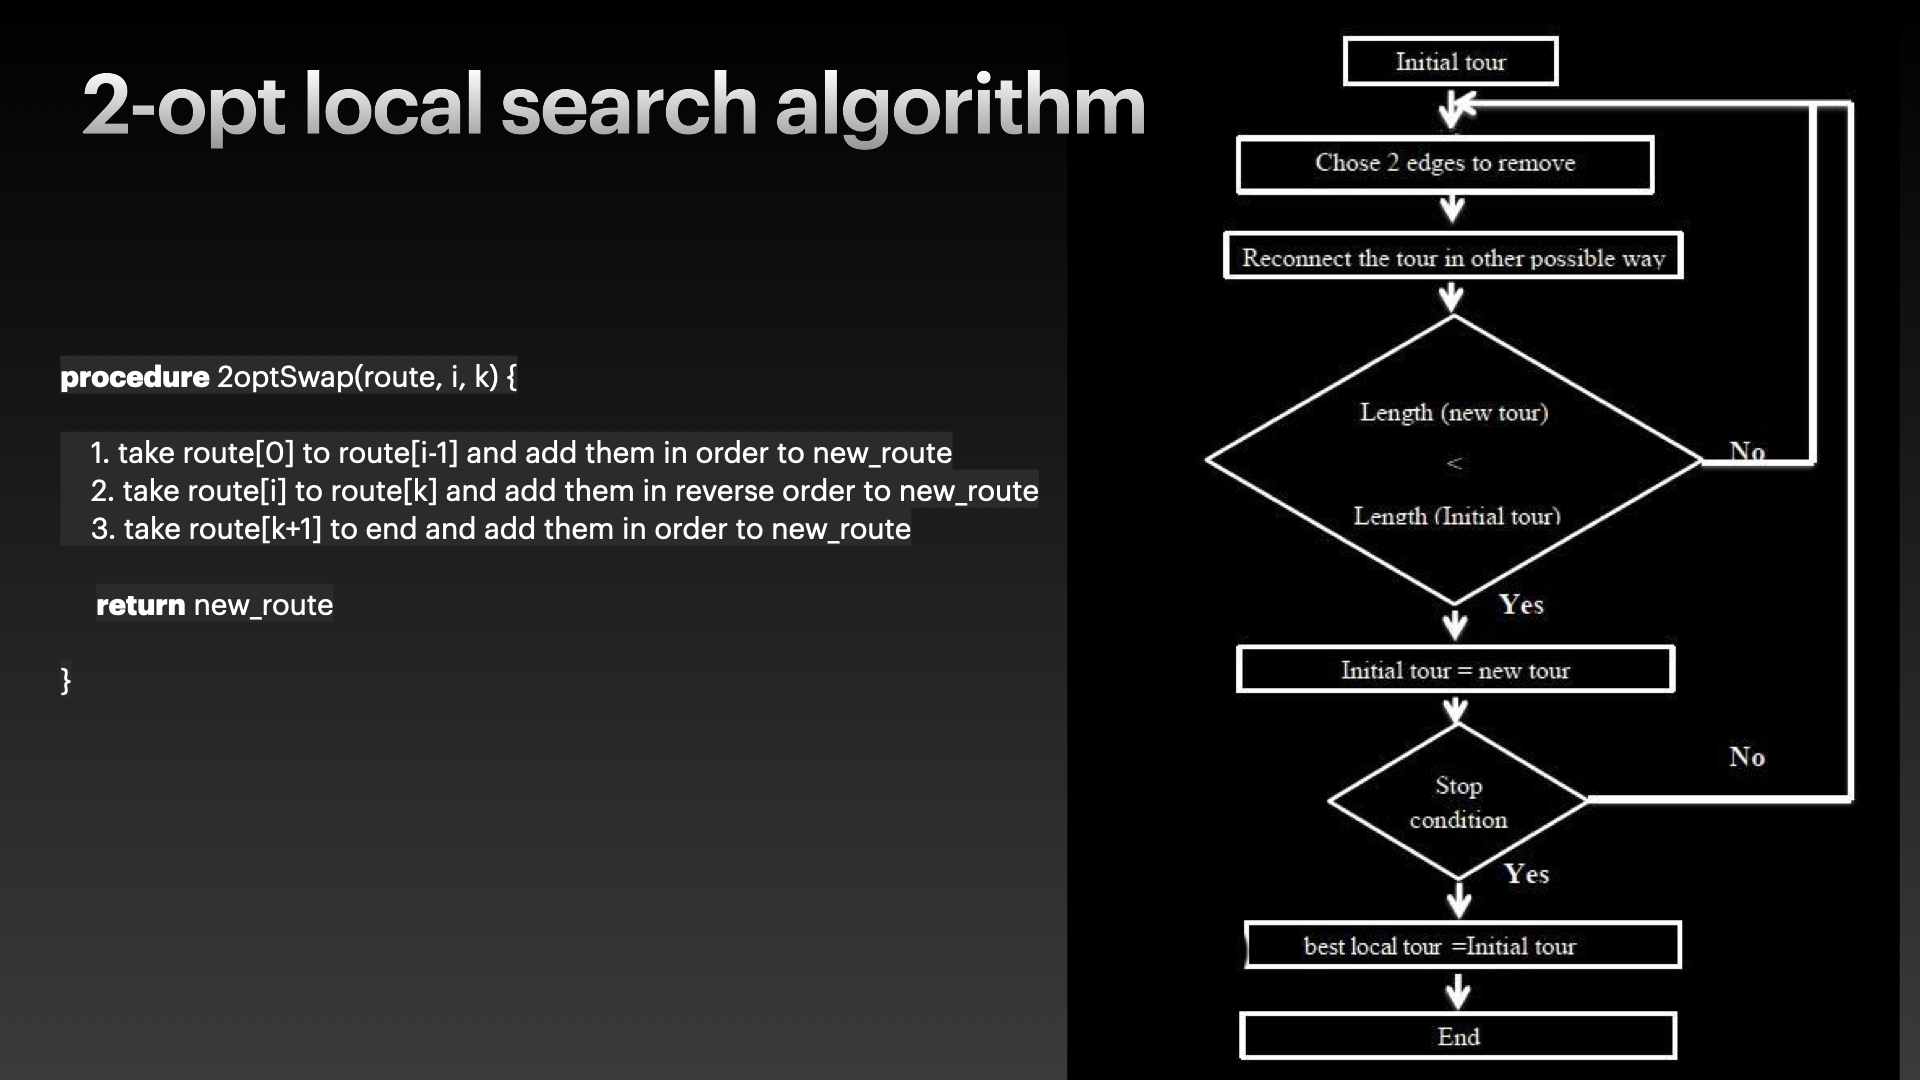 2-opt local search algorithm
procedure 2optSwap(route, i, k) {
1. take route[0] to route[i-1] and add them in order to new_route
2. take route[i] to route[k] and add them in reverse order to new_route
3. take route[k+1] to end and add them in order to new_route
return new_route
}
Initial tour
Chose 2 edges to remove
Reconnect the tour in other possible way
Length (new tour)
<
Length (Initial tour)
No
Yes
Initial tour = new tour
No
Stop
condition
Yes
best local tour =Initial tour
End